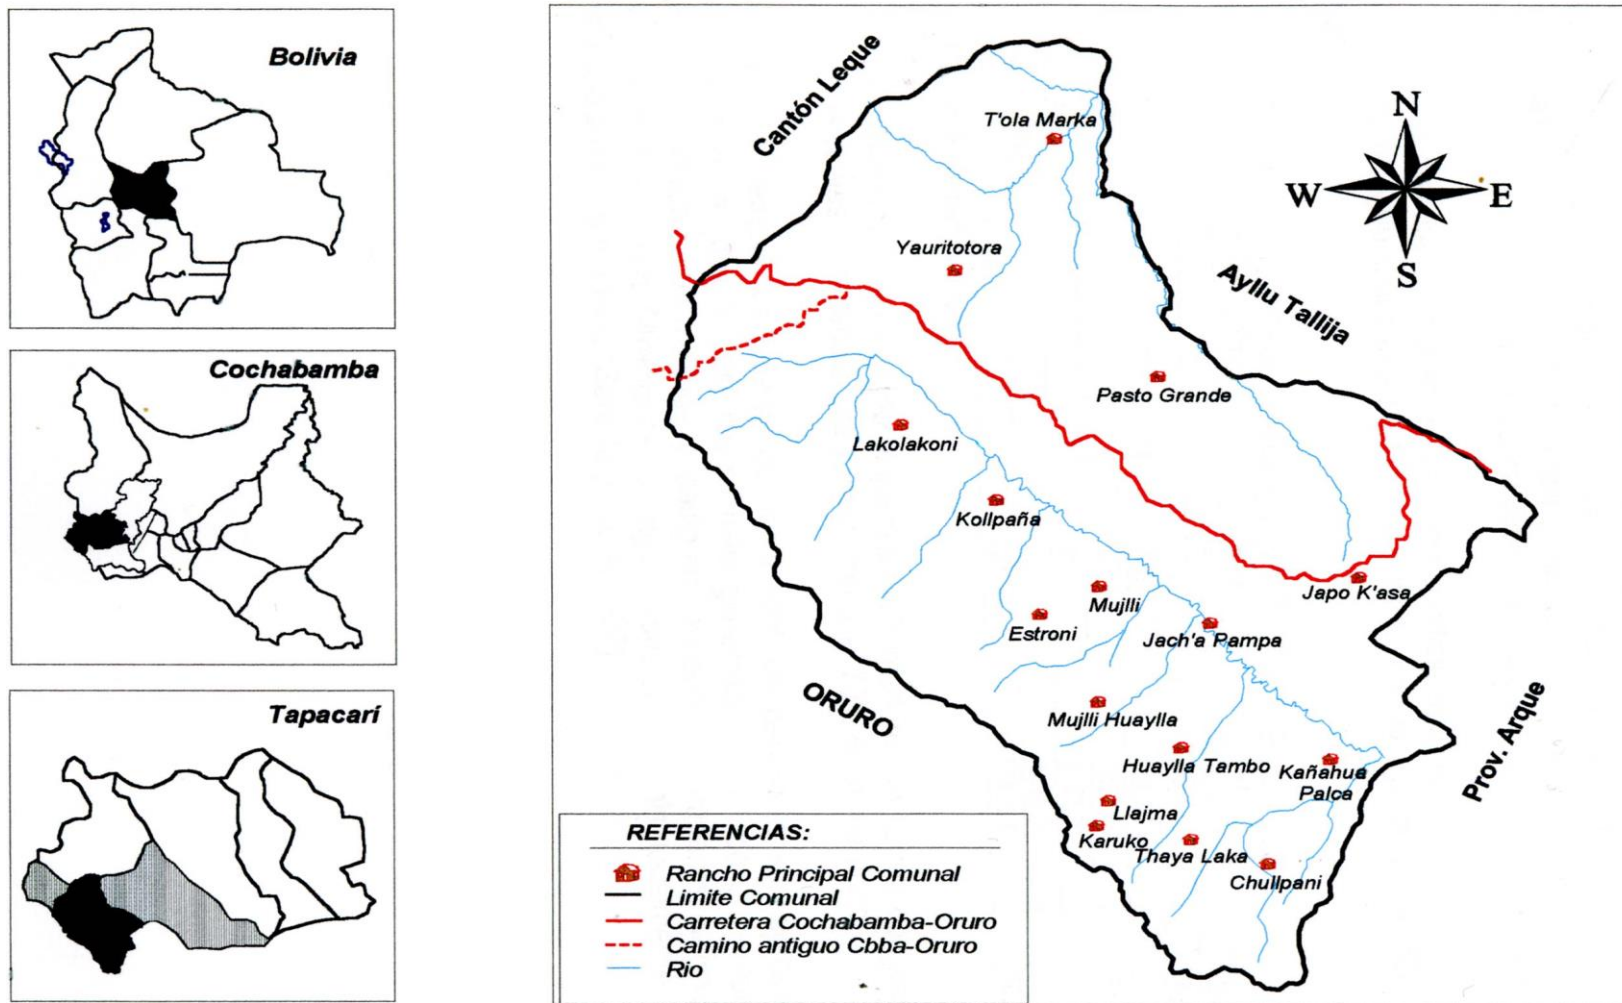 Bolivia
Cochabamba
Tapacarí
Cantón Leque
T'ola Marka
N
W
E
S
Yauritotora
Ayllu Tallija
Pasto Grande
Lakolakoni
Kollpaña
Japo K'asa
Mujlli
Estroni
Jach'a Pampa
ORURO
Mujlli Huaylla
Prov. Arque
Huaylla Tambo
Kañahua
Palca
Llajma
Karuko
Thaya Laka
Chullpani
REFERENCIAS:
Rancho Principal Comunal
Limite Comunal
Carretera Cochabamba-Oruro
Camino antiguo Cbba-Oruro
Rio